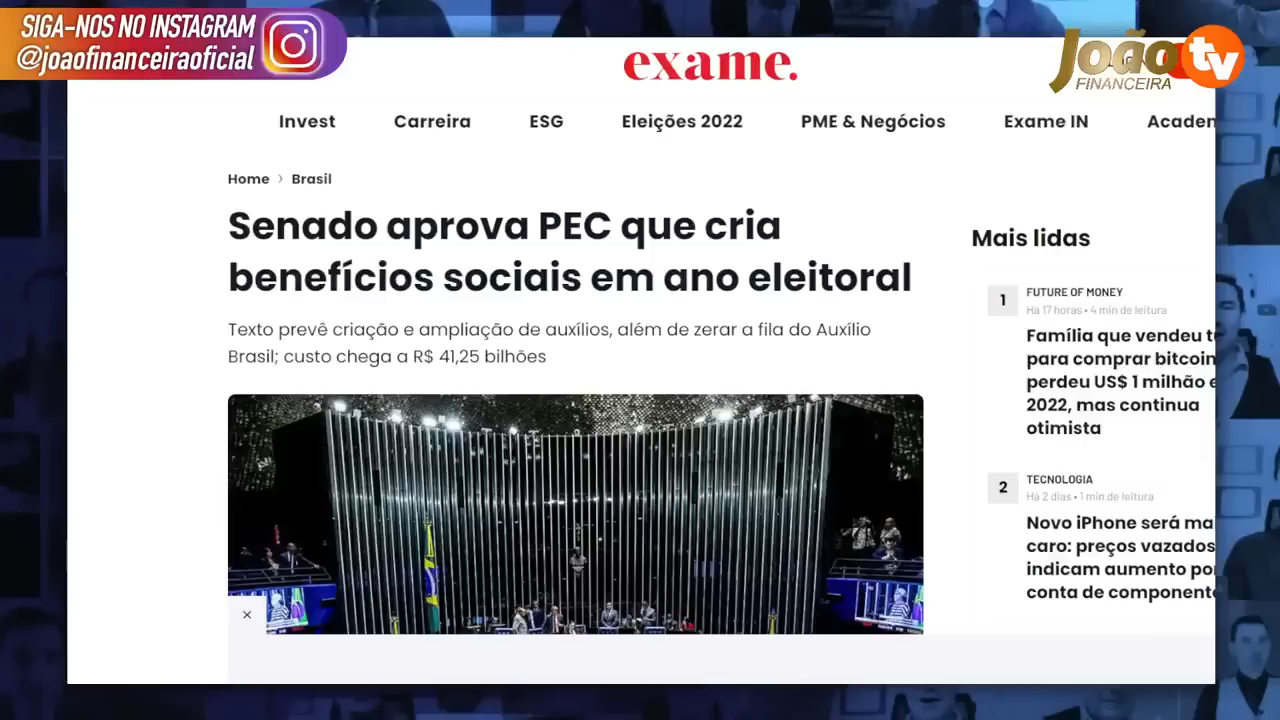 SIGA-NOS NO INSTAGRAM
@joaofinanceiraoficial
João tv
FINANCEIRA
exame.
Invest Carreira ESG Eleições 2022 PME & Negócios Exame IN Academ
Home › Brasil
Senado aprova PEC que cria
benefícios sociais em ano eleitoral
Texto prevê criação e ampliação de auxílios, além de zerar a fila do Auxílio
Brasil; custo chega a R$ 41,25 bilhões
Mais lidas
1
FUTURE OF MONEY
Há 17 horas • 4 min de leitura
Família que vendeu
para comprar bitcoin
perdeu US$ 1 milhão
2022, mas continua
otimista
2
TECNOLOGIA
Há 2 dias • 1 min de leitura
Novo iPhone será
caro: preços vazados
indicam aumento
conta de component
×